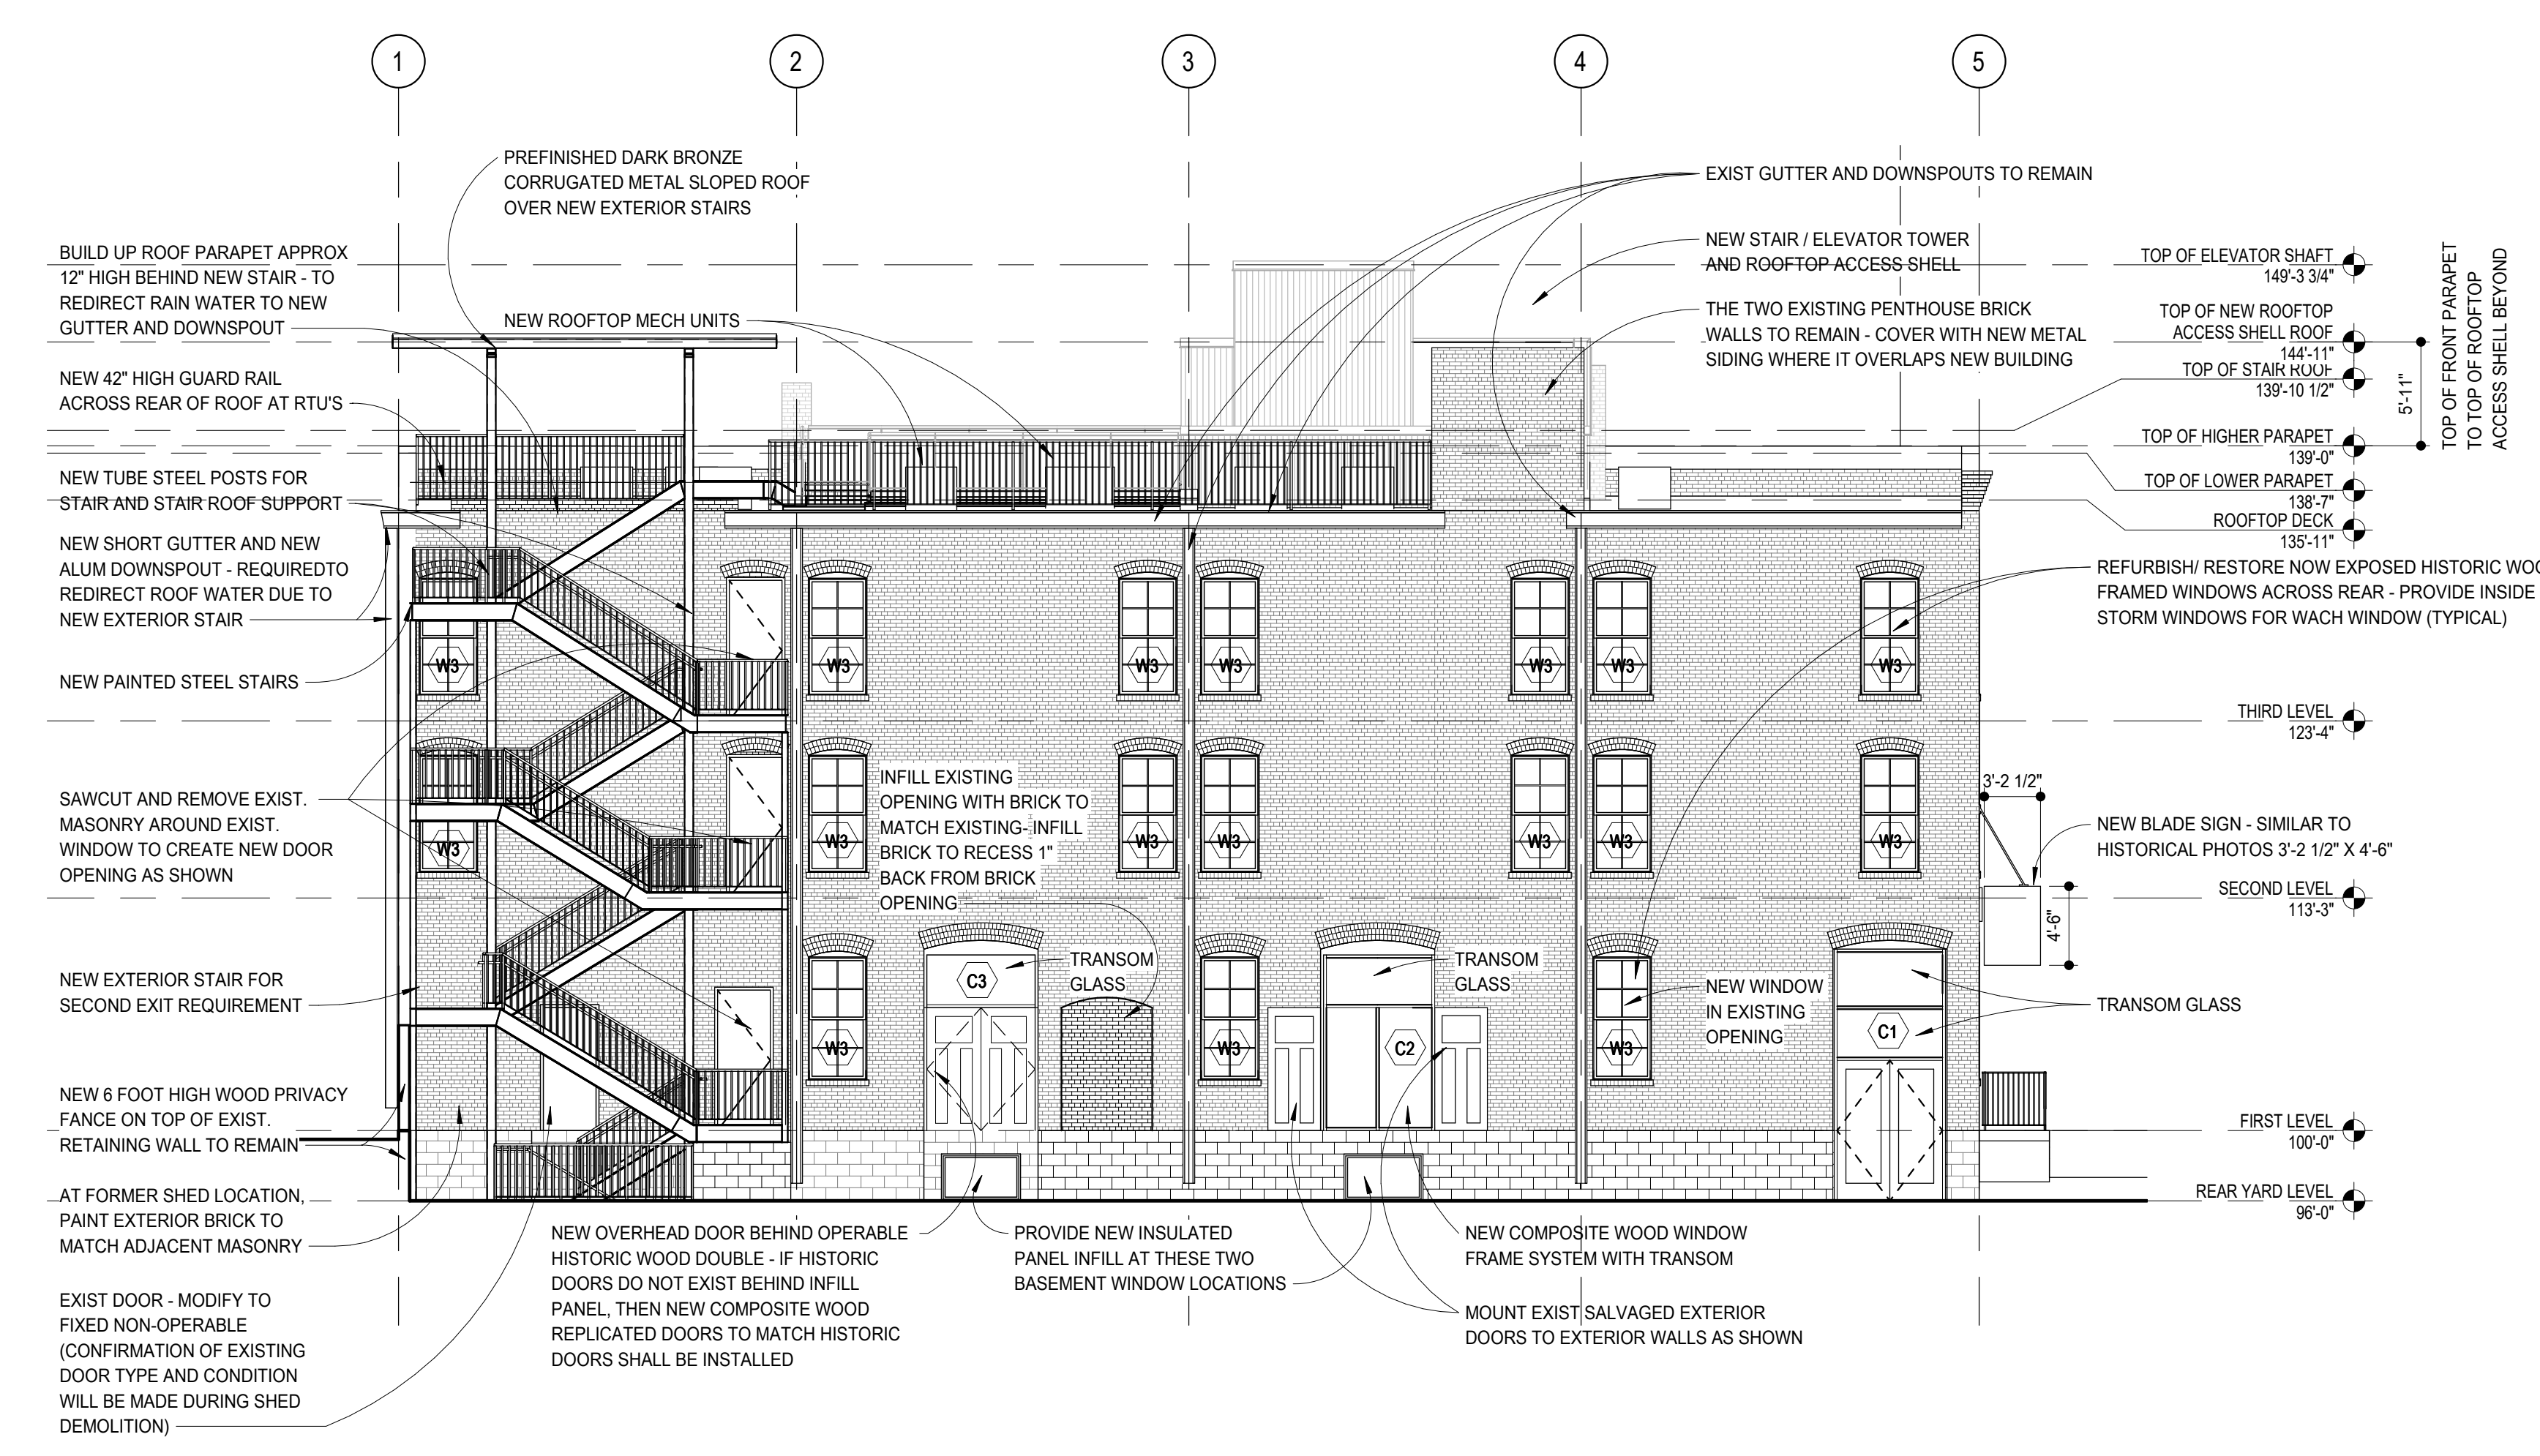 1
2
3
4
5
PREFINISHED DARK BRONZE
CORRUGATED METAL SLOPED ROOF
OVER NEW EXTERIOR STAIRS
BUILD UP ROOF PARAPET APPROX
12" HIGH BEHIND NEW STAIR - TO
REDIRECT RAIN WATER TO NEW
GUTTER AND DOWNSPOUT
NEW ROOFTOP MECH UNITS
NEW 42" HIGH GUARD RAIL
ACROSS REAR OF ROOF AT RTU'S
NEW TUBE STEEL POSTS FOR
STAIR AND STAIR ROOF SUPPORT
NEW SHORT GUTTER AND NEW
ALUM DOWNSPOUT - REQUIREDTO
REDIRECT ROOF WATER DUE TO
NEW EXTERIOR STAIR
NEW PAINTED STEEL STAIRS
SAWCUT AND REMOVE EXIST.
MASONRY AROUND EXIST.
WINDOW TO CREATE NEW DOOR
OPENING AS SHOWN
NEW EXTERIOR STAIR FOR
SECOND EXIT REQUIREMENT
NEW 6 FOOT HIGH WOOD PRIVACY
FANCE ON TOP OF EXIST.
RETAINING WALL TO REMAIN
AT FORMER SHED LOCATION,
PAINT EXTERIOR BRICK TO
MATCH ADJACENT MASONRY
EXIST DOOR - MODIFY TO
FIXED NON-OPERABLE
(CONFIRMATION OF EXISTING
DOOR TYPE AND CONDITION
WILL BE MADE DURING SHED
DEMOLITION)
EXIST GUTTER AND DOWNSPOUTS TO REMAIN
NEW STAIR / ELEVATOR TOWER
AND ROOFTOP ACCESS SHELL
THE TWO EXISTING PENTHOUSE BRICK
WALLS TO REMAIN - COVER WITH NEW METAL
SIDING WHERE IT OVERLAPS NEW BUILDING
TOP OF ELEVATOR SHAFT
149'-3 3/4"
TOP OF NEW ROOFTOP
ACCESS SHELL ROOF
144'-11"
TOP OF STAIR ROOF
139'-10 1/2"
TOP OF HIGHER PARAPET
139'-0"
TOP OF LOWER PARAPET
138'-7"
ROOFTOP DECK
135'-11"
5'-11"
TOP OF FRONT PARAPET
TO TOP OF ROOFTOP
ACCESS SHELL BEYOND
REFURBISH/ RESTORE NOW EXPOSED HISTORIC WOO
FRAMED WINDOWS ACROSS REAR - PROVIDE INSIDE
STORM WINDOWS FOR WACH WINDOW (TYPICAL)
W3
W3
W3
W3
W3
W3
W3
THIRD LEVEL
123'-4"
INFILL EXISTING
OPENING WITH BRICK TO
MATCH EXISTING- INFILL
BRICK TO RECESS 1"
BACK FROM BRICK
OPENING
W3
W3
W3
W3
W3
W3
W3
3'-2 1/2"
NEW BLADE SIGN - SIMILAR TO
HISTORICAL PHOTOS 3'-2 1/2" X 4'-6"
SECOND LEVEL
113'-3"
4'-6"
C3
TRANSOM
GLASS
TRANSOM
GLASS
NEW WINDOW
IN EXISTING
OPENING
TRANSOM GLASS
C1
W3
W3
C2
W3
FIRST LEVEL
100'-0"
REAR YARD LEVEL
96'-0"
NEW OVERHEAD DOOR BEHIND OPERABLE
HISTORIC WOOD DOUBLE - IF HISTORIC
DOORS DO NOT EXIST BEHIND INFILL
PANEL, THEN NEW COMPOSITE WOOD
REPLICATED DOORS TO MATCH HISTORIC
DOORS SHALL BE INSTALLED
PROVIDE NEW INSULATED
PANEL INFILL AT THESE TWO
BASEMENT WINDOW LOCATIONS
NEW COMPOSITE WOOD WINDOW
FRAME SYSTEM WITH TRANSOM
MOUNT EXIST SALVAGED EXTERIOR
DOORS TO EXTERIOR WALLS AS SHOWN